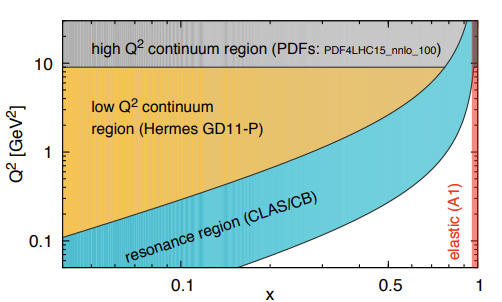 high Q² continuum region (PDFs: PDF4LHC15_nnlo_100)
10
low Q² continuum
region (Hermes GD11-P)
Q² [GeV²]
1
resonance region (CLAS/CB)
elastic (A1)
0.1
0.1
0.5
1
x